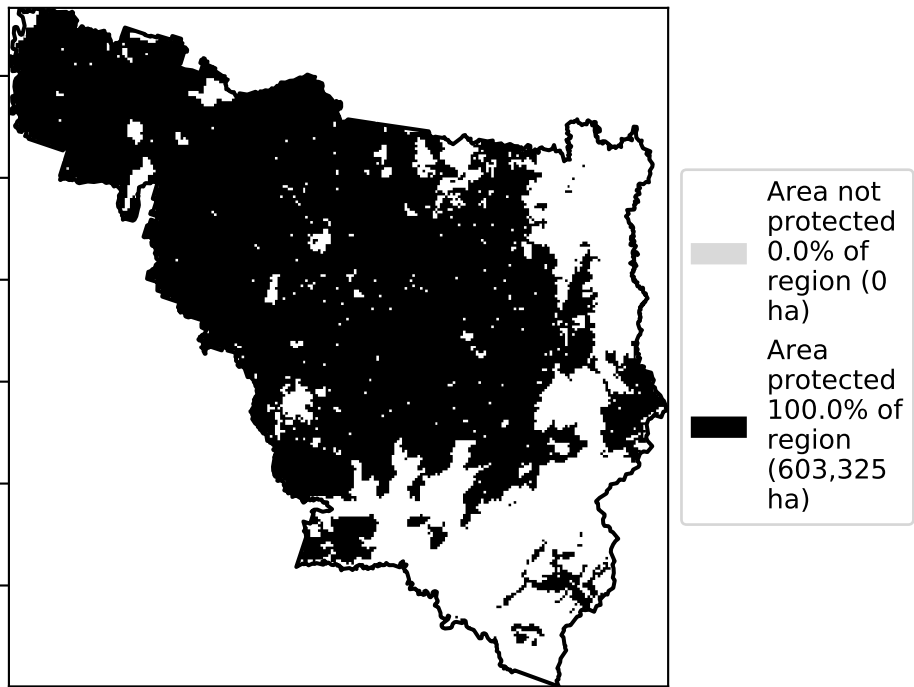 Area not
protected
0.0% of
region (0
ha)
Area
protected
100.0% of
region
(603,325
ha)